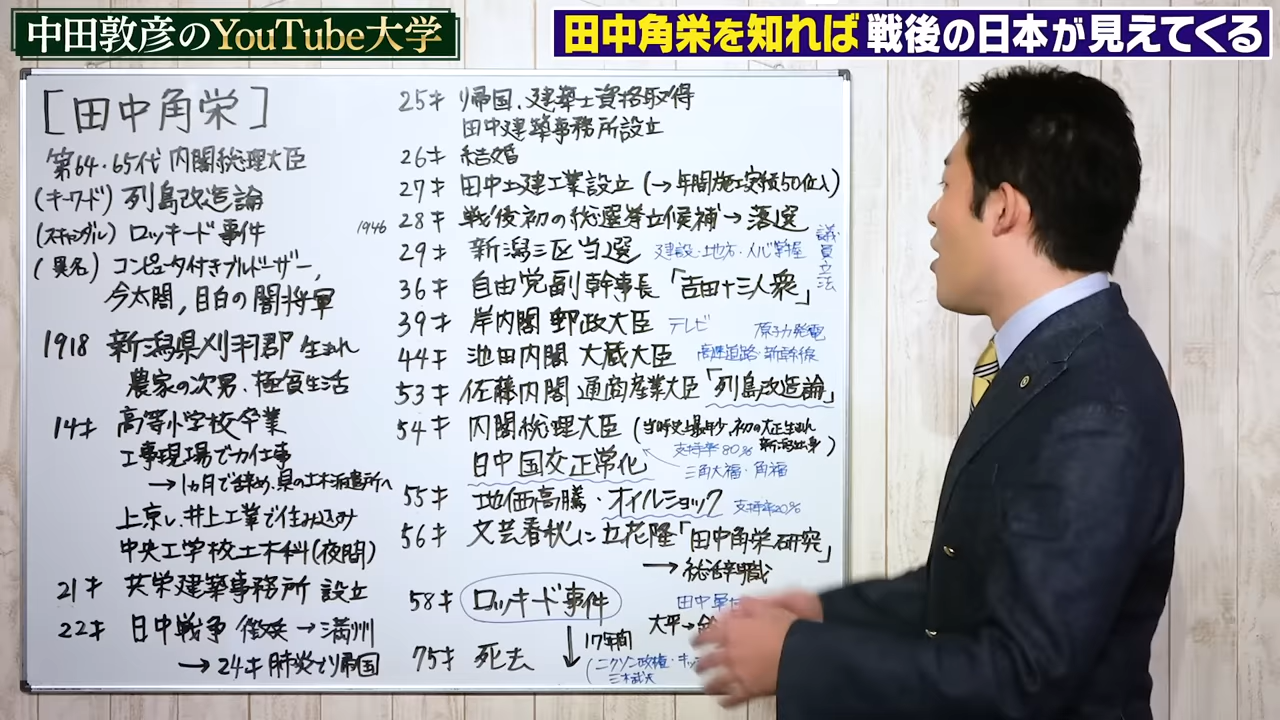 中田敦彦のYouTube大学
田中角栄を知れば 戦後の日本が見えてくる
[田中角栄]
第64・65代 内閣総理大臣
(キーワード) 列島改造論
(スキャンダル) ロッキード事件
(異名) コンピュータ付きブルドーザー,
今太閤, 目白の闇将軍
1918 新潟県刈羽郡 生まれ
農家の次男、極貧生活
14才 高等小学校卒業
工事現場で力仕事
→1ヵ月で辞め、県の土木派遣所へ
上京し、井上工業で住み込み
中央工学校土木科(夜間)
21才 共栄建築事務所 設立
22才 日中戦争 徴兵→満州
→24才 肺炎で帰国
25才 帰国、建築士資格取得
田中建築事務所設立
26才 結婚
27才 田中土建工業設立 (→年間施工実績50位入)
1946 28才 戦後初の総選挙立候補→落選
29才 新潟三区当選 建設・地方・人心掌握
議員立法
36才 自由党副幹事長「吉田十三人衆」
39才 岸内閣 郵政大臣 テレビ
原子力発電
44才 池田内閣 大蔵大臣 高速道路・新幹線
53才 佐藤内閣 通商産業大臣「列島改造論」
54才 内閣総理大臣 (当時史上最年少、初の大正生まれ
新潟出身)
支持率80%
日中国交正常化 三角大福・角福
55才 地価高騰・オイルショック 支持率20%
56才 文芸春秋に立花隆「田中角栄研究」
→総辞職
58才 ロッキード事件 田中軍
大平→
↓17年間
75才 死去 (ニクソン政権・キッ
三木武夫